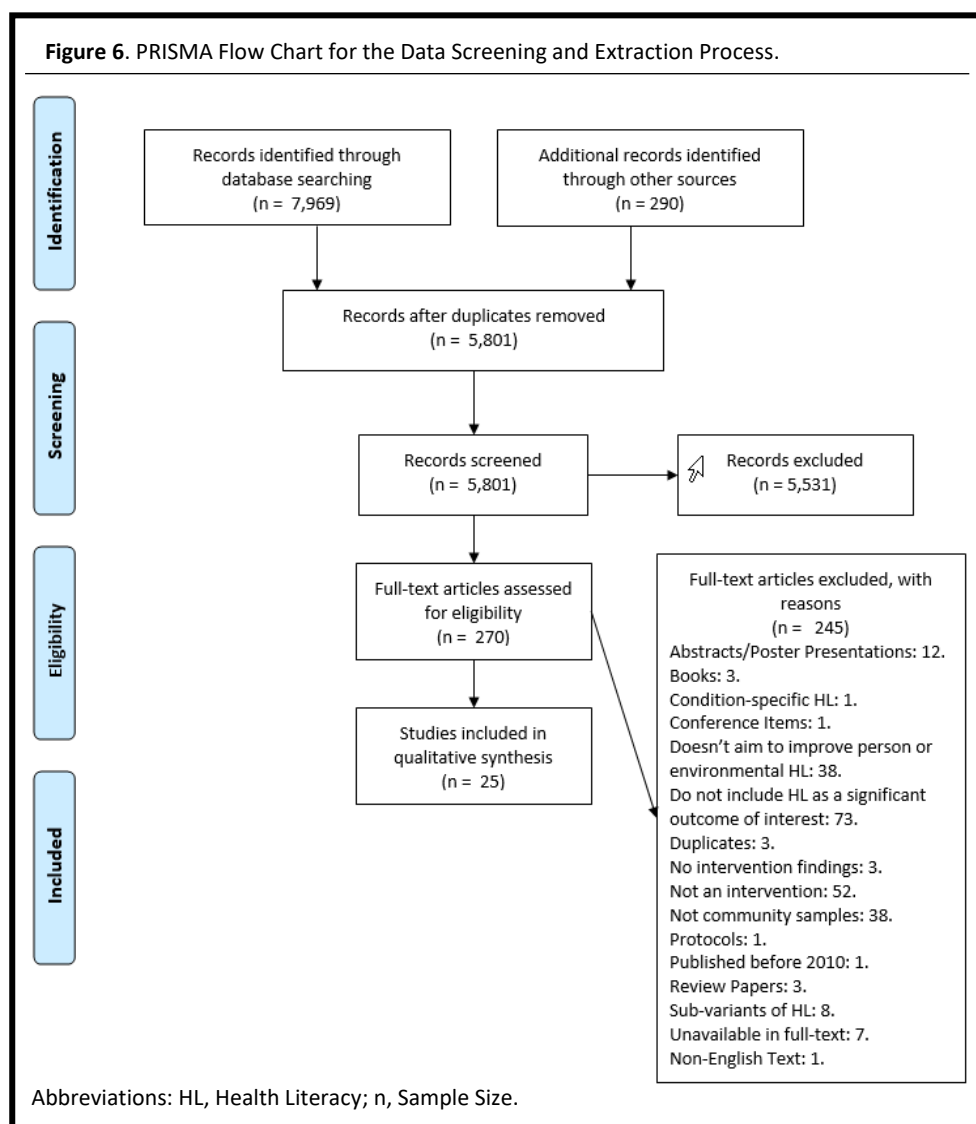 Figure 6. PRISMA Flow Chart for the Data Screening and Extraction Process.
Identification
Records identified through
database searching
(n = 7,969)
Additional records identified
through other sources
(n = 290)
Records after duplicates removed
(n = 5,801)
Screening
Records screened
(n = 5,801)
Records excluded
(n = 5,531)
Eligibility
Full-text articles assessed
for eligibility
(n = 270)
Full-text articles excluded, with
reasons
(n = 245)
Abstracts/Poster Presentations: 12.
Books: 3.
Condition-specific HL: 1.
Conference Items: 1.
Doesn’t aim to improve person or
environmental HL: 38.
Do not include HL as a significant
outcome of interest: 73.
Duplicates: 3.
No intervention findings: 3.
Not an intervention: 52.
Not community samples: 38.
Protocols: 1.
Published before 2010: 1.
Review Papers: 3.
Sub-variants of HL: 8.
Unavailable in full-text: 7.
Non-English Text: 1.
Studies included in
qualitative synthesis
(n = 25)
Included
Abbreviations: HL, Health Literacy; n, Sample Size.